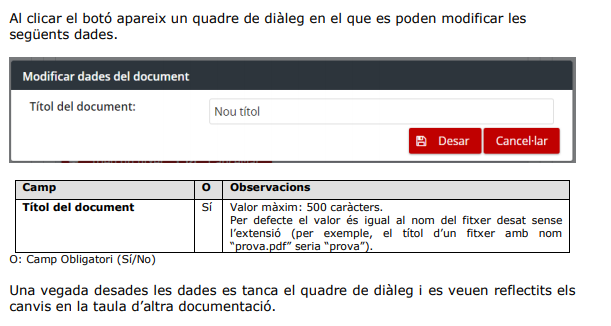 Al clicar el botó apareix un quadre de diàleg en el que es poden modificar les
següents dades.
Modificar dades del document
Títol del document:
Nou títol
Desar
Cancel·lar
Camp O Observacions
Títol del document Sí Valor màxim: 500 caràcters.
Per defecte el valor és igual al nom del fitxer desat sense
l'extensió (per exemple, el títol d'un fitxer amb nom
"prova.pdf" seria "prova").
O: Camp Obligatori (Sí/No)
Una vegada desades les dades es tanca el quadre de diàleg i es veuen reflectits els
canvis en la taula d'altra documentació.